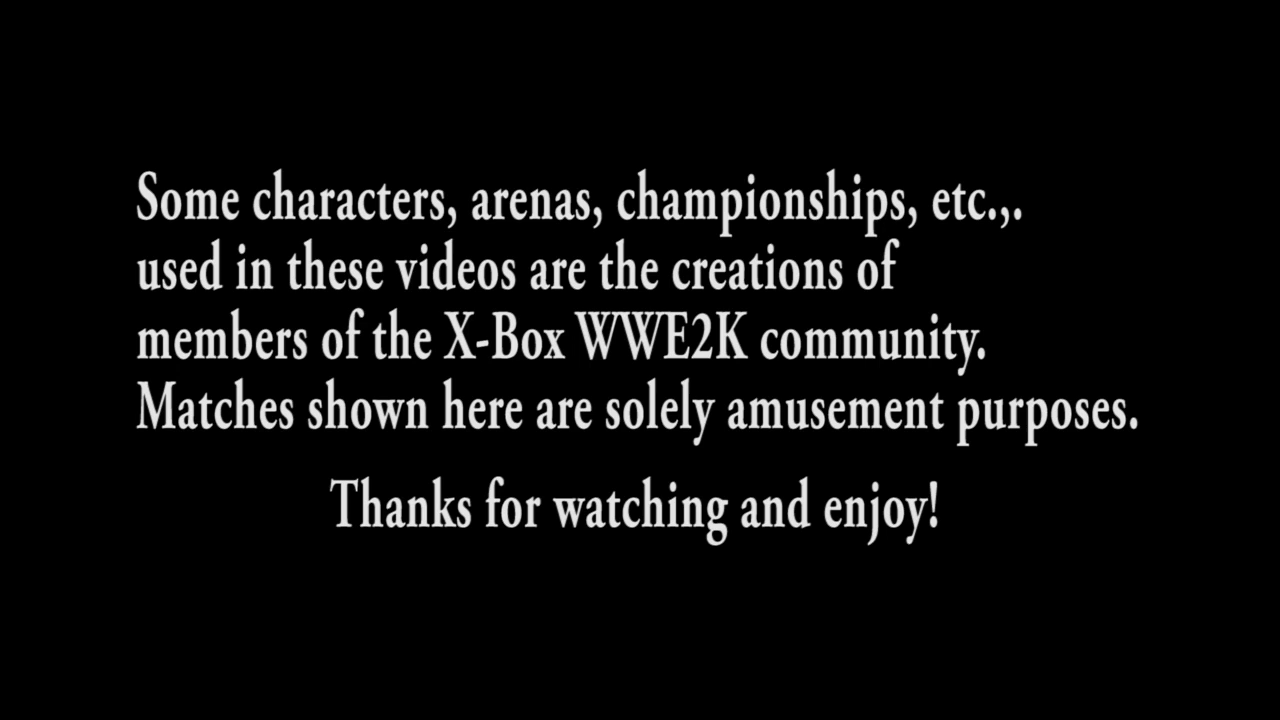 Some characters, arenas, championships, etc.,.
used in these videos are the creations of
members of the X-Box WWE2K community.
Matches shown here are solely amusement purposes.
Thanks for watching and enjoy!